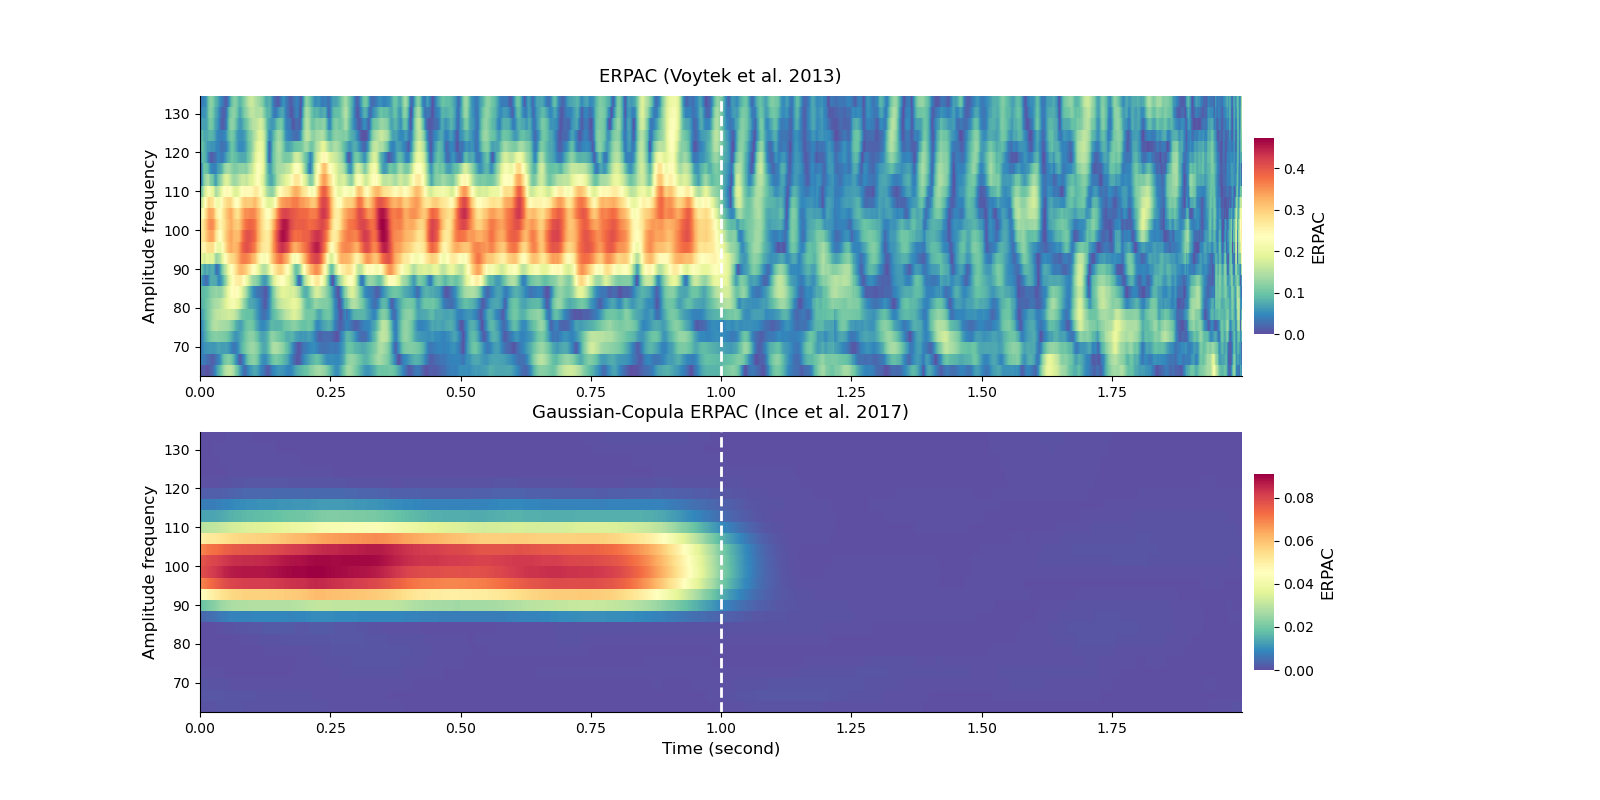 ERPAC (Voytek et al. 2013)
Amplitude frequency
130
120
110
100
90
80
70
0.00 0.25 0.50 0.75 1.00 1.25 1.50 1.75
0.4
0.3
0.2
0.1
0.0
ERPAC
Gaussian-Copula ERPAC (Ince et al. 2017)
Amplitude frequency
130
120
110
100
90
80
70
0.00 0.25 0.50 0.75 1.00 1.25 1.50 1.75
Time (second)
0.08
0.06
0.04
0.02
0.00
ERPAC